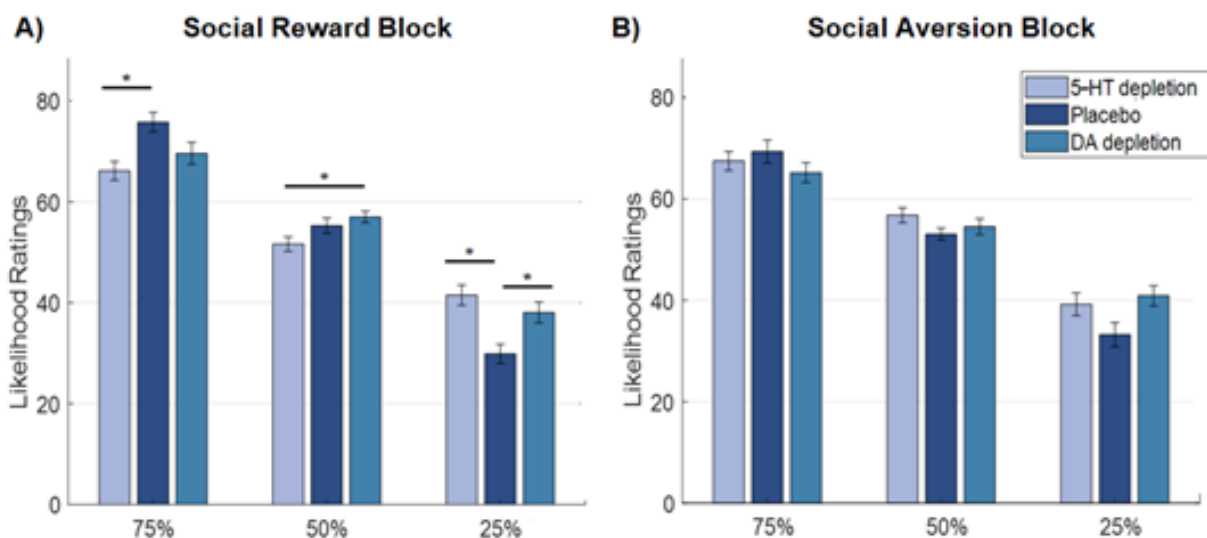 A) Social Reward Block
*
*
*
*
80
60
40
20
0
Likelihood Ratings
75% 50% 25%
B) Social Aversion Block
5-HT depletion
Placebo
DA depletion
80
60
40
20
0
Likelihood Ratings
75% 50% 25%